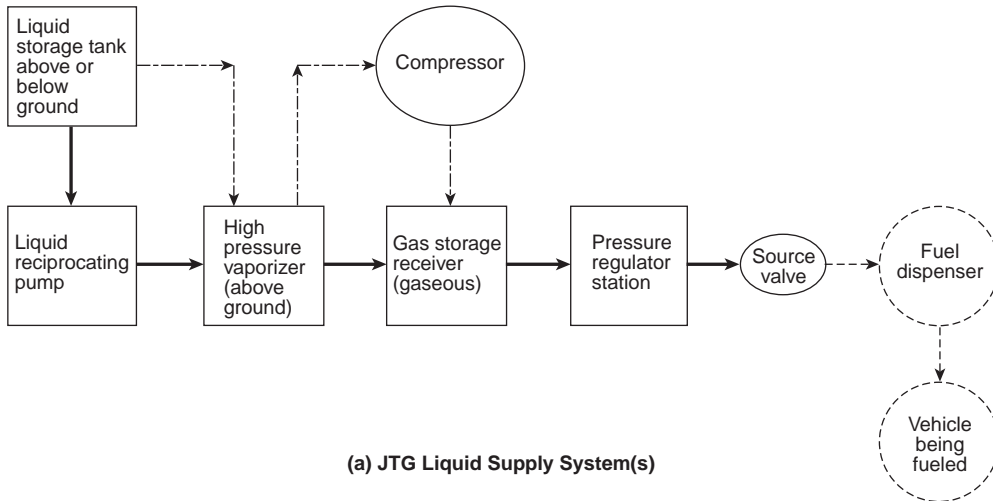 Liquid
storage tank
above or
below
ground
Compressor
Liquid
reciprocating
pump
High
pressure
vaporizer
(above
ground)
Gas storage
receiver
(gaseous)
Pressure
regulator
station
Source
valve
Fuel
dispenser
Vehicle
being
fueled
(a) JTG Liquid Supply System(s)